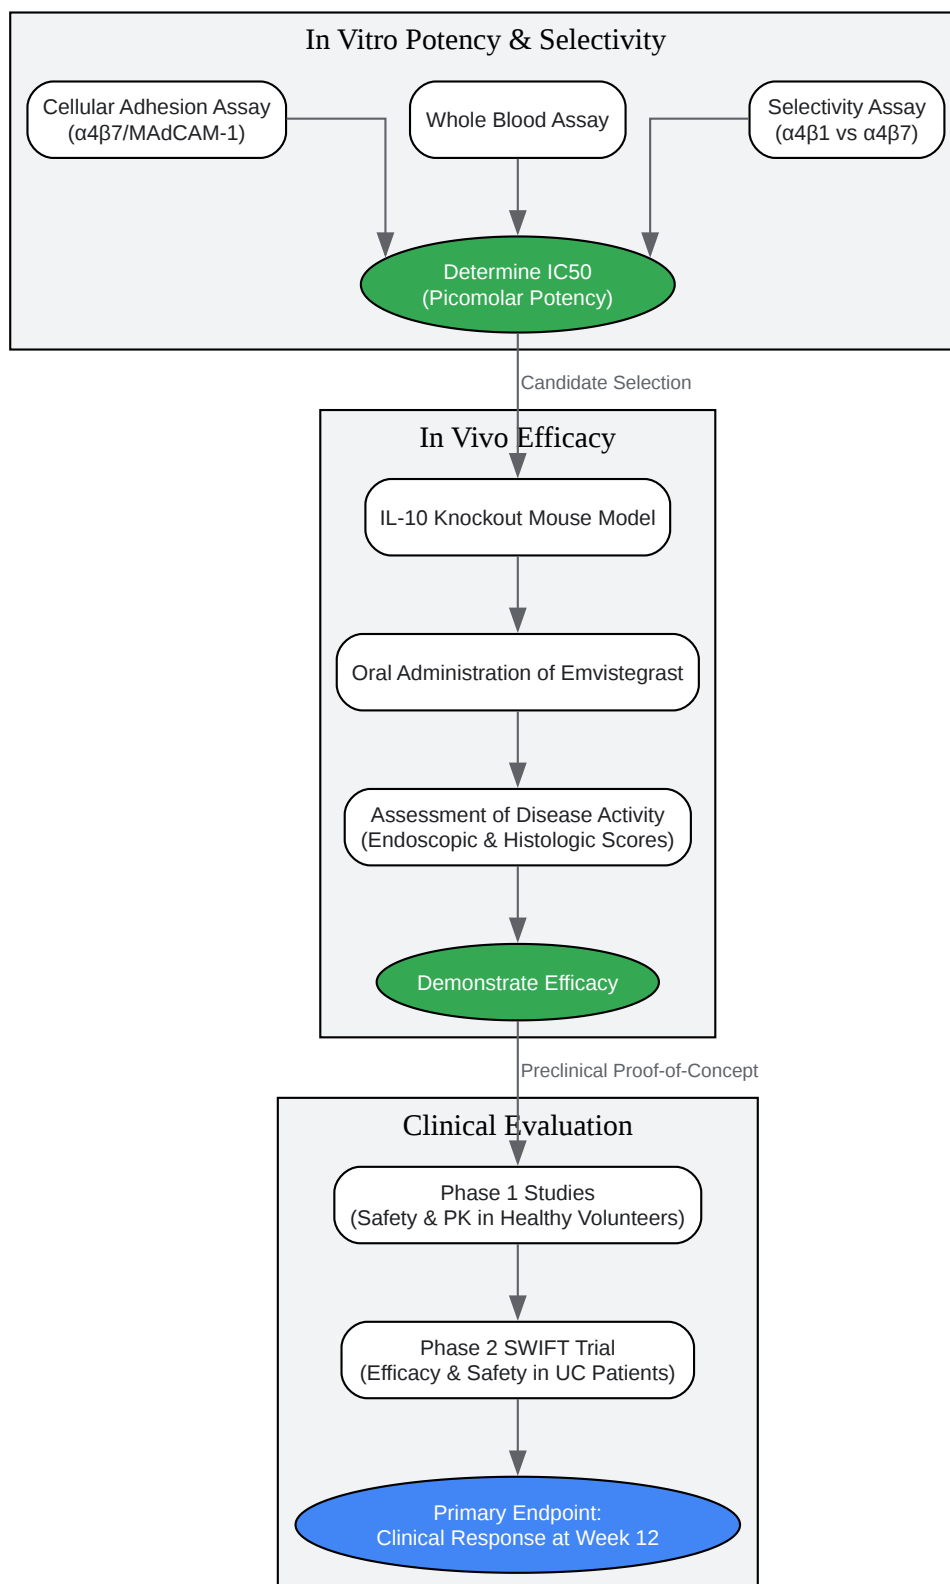 In Vitro Potency & Selectivity
Cellular Adhesion Assay
(α4β7/MAdCAM-1)
Whole Blood Assay
Selectivity Assay
(α4β1 vs α4β7)
Determine IC50
(Picomolar Potency)
Candidate Selection
In Vivo Efficacy
IL-10 Knockout Mouse Model
Oral Administration of Emvistegrast
Assessment of Disease Activity
(Endoscopic & Histologic Scores)
Demonstrate Efficacy
Preclinical Proof-of-Concept
Clinical Evaluation
Phase 1 Studies
(Safety & PK in Healthy Volunteers)
Phase 2 SWIFT Trial
(Efficacy & Safety in UC Patients)
Primary Endpoint:
Clinical Response at Week 12